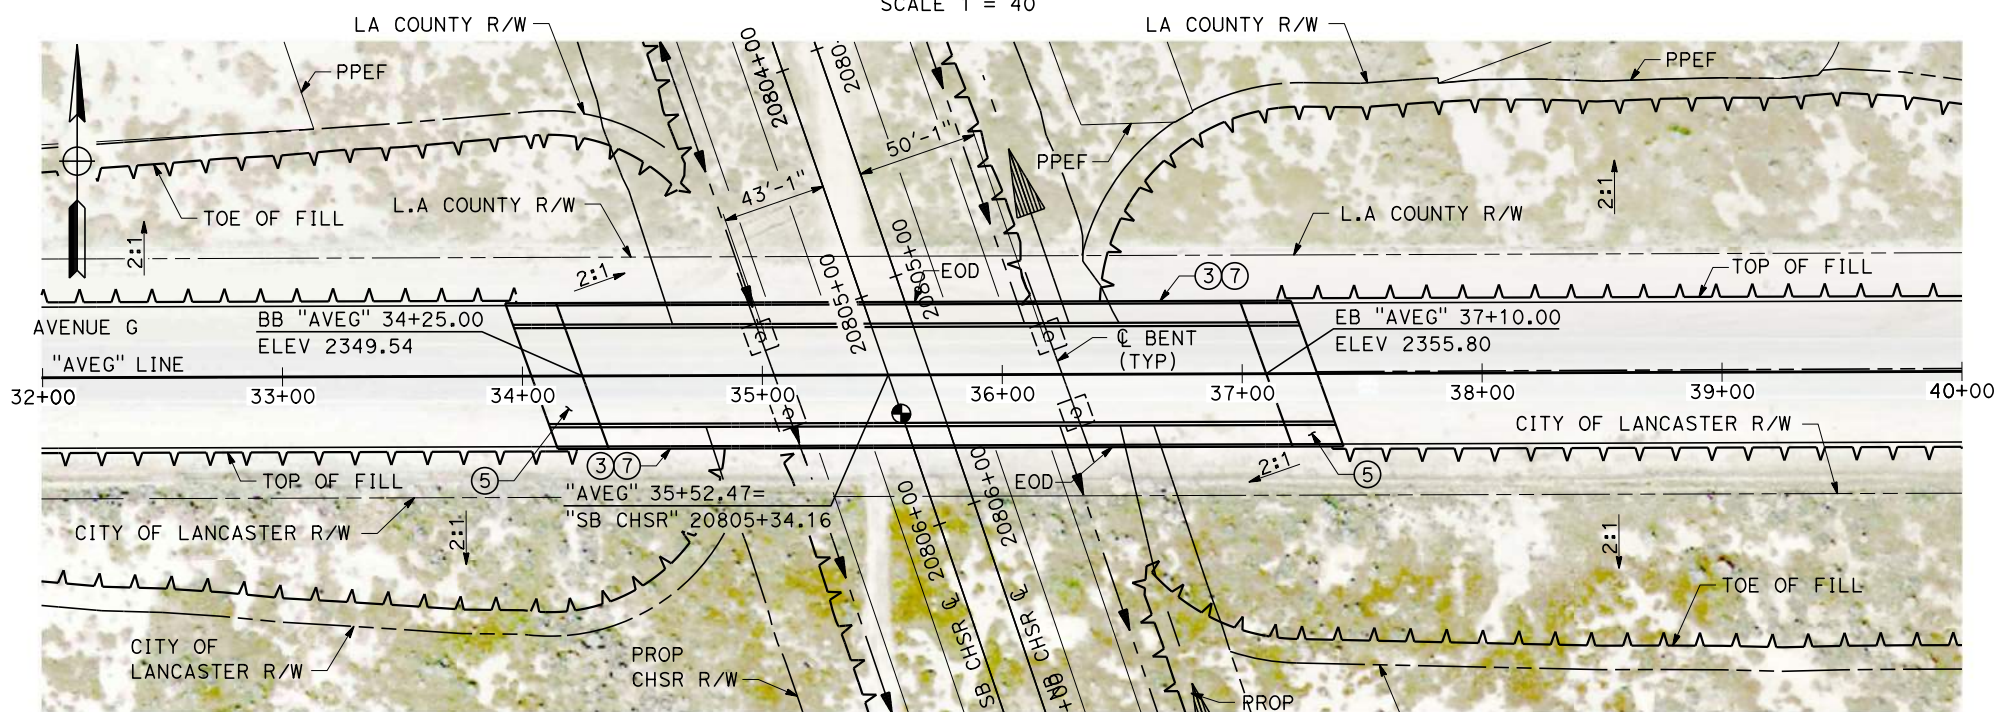 SCALE 1" = 40'
LA COUNTY R/W
LA COUNTY R/W
PPEF
PPEF
20804+00
2080
50'-1"
PPEF
43'-1"
2:1
TOE OF FILL
L.A COUNTY R/W
L.A COUNTY R/W
2:1
2:1
20805+00
20805+00
EOD
3 7
TOP OF FILL
AVENUE G
BB "AVEG" 34+25.00
ELEV 2349.54
EB "AVEG" 37+10.00
ELEV 2355.80
℄ BENT
(TYP)
"AVEG" LINE
32+00
33+00
34+00
35+00
36+00
37+00
38+00
39+00
40+00
CITY OF LANCASTER R/W
TOP OF FILL
5
3 7
"AVEG" 35+52.47=
"SB CHSR" 20805+34.16
EOD
2:1
5
20806+00
20806+00
CITY OF LANCASTER R/W
2:1
2:1
TOE OF FILL
CITY OF
LANCASTER R/W
PROP
CHSR R/W
SB CHSR ℄
NB CHSR ℄
PROP